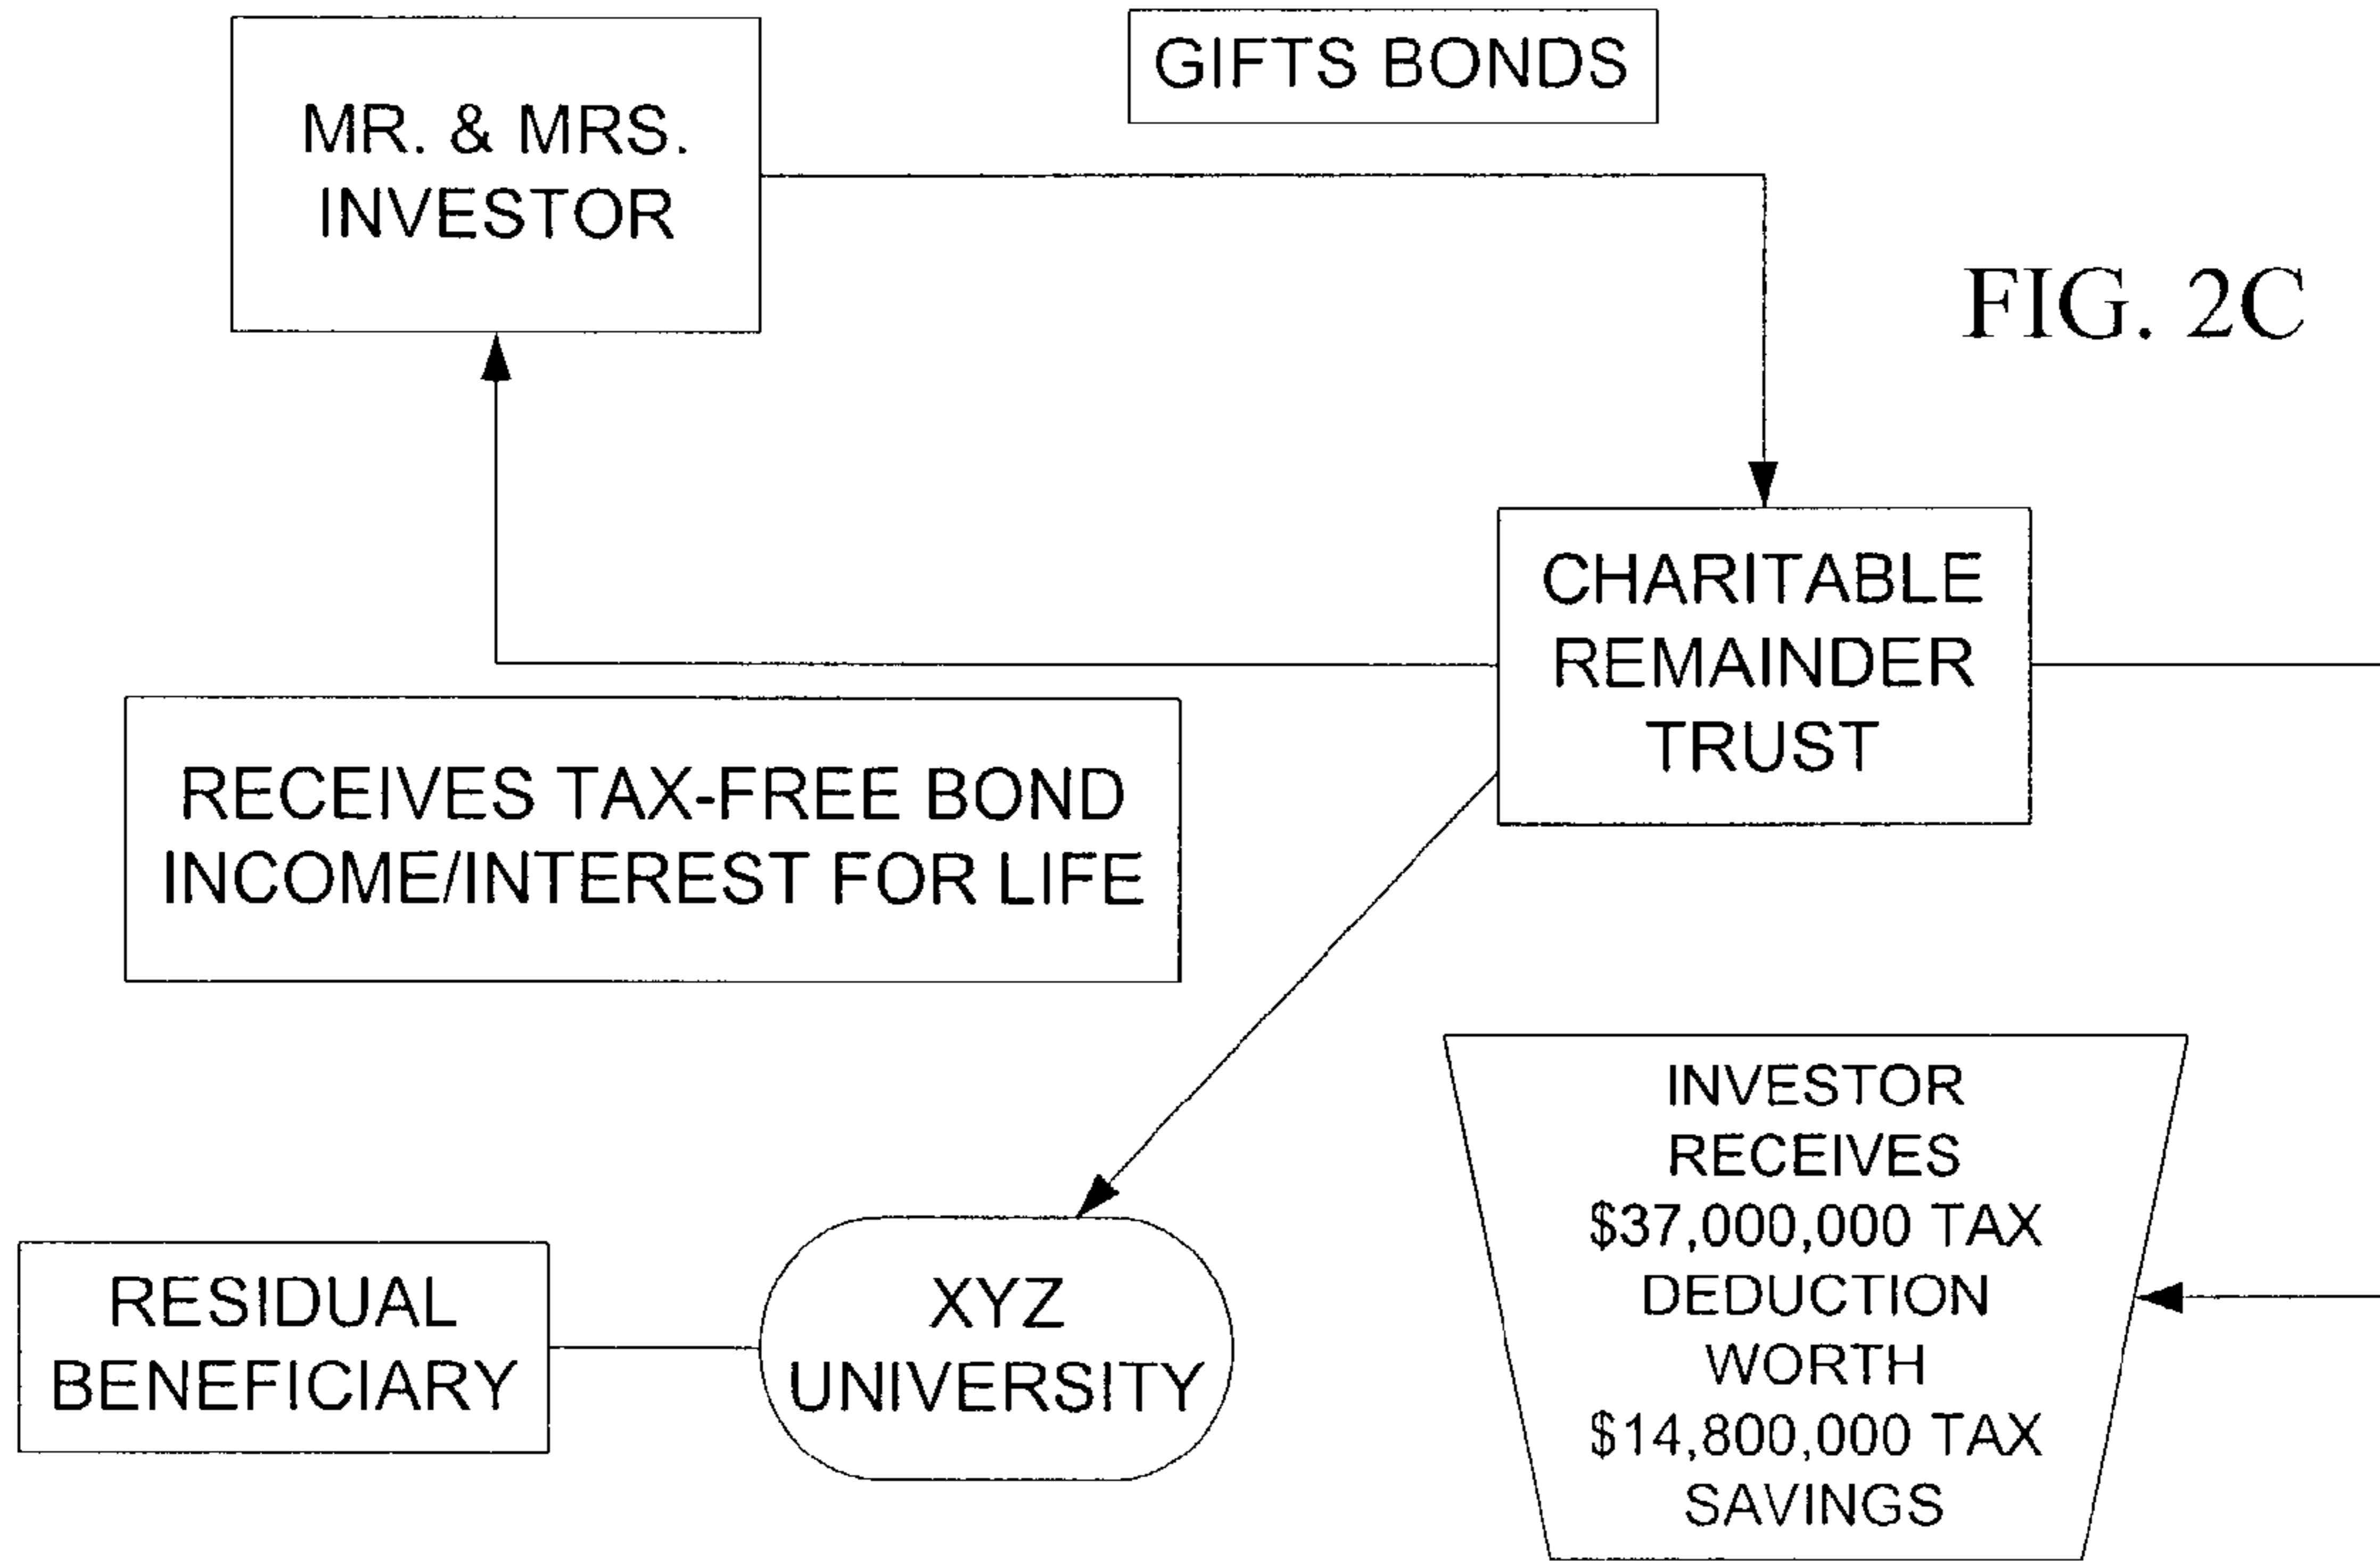 MR. & MRS.
INVESTOR
GIFTS BONDS
FIG. 2C
CHARITABLE
REMAINDER
TRUST
RECEIVES TAX-FREE BOND
INCOME/INTEREST FOR LIFE
INVESTOR
RECEIVES
$37,000,000 TAX
DEDUCTION
WORTH
$14,800,000 TAX
SAVINGS
RESIDUAL
BENEFICIARY
XYZ
UNIVERSITY